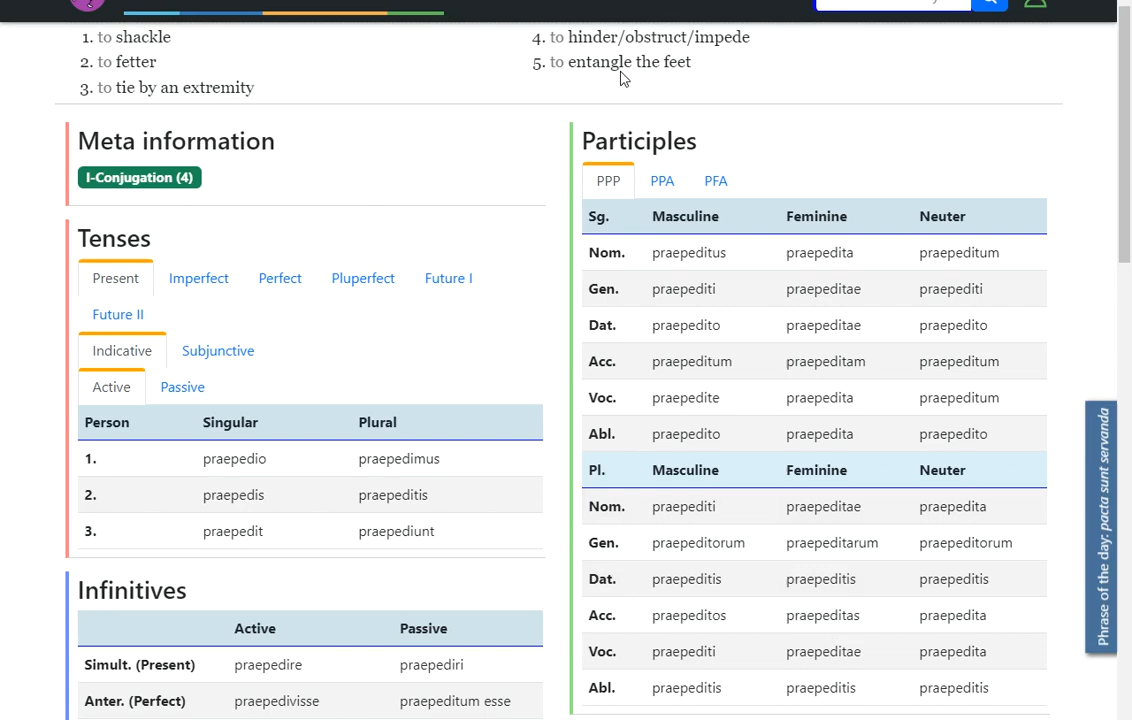 1. to shackle
2. to fetter
3. to tie by an extremity
4. to hinder/obstruct/impede
5. to entangle the feet
Meta information
I-Conjugation (4)
Tenses
Present Imperfect Perfect Pluperfect Future I
Future II
Indicative Subjunctive
Active Passive
Person Singular Plural
1. praepedio praepedimus
2. praepedis praepeditis
3. praepedit praepediunt
Infinitives
Active Passive
Simult. (Present) praepedire praepediri
Anter. (Perfect) praepedivisse praepeditum esse
Participles
PPP PPA PFA
Sg. Masculine Feminine Neuter
Nom. praepeditus praepedita praepeditum
Gen. praepediti praepeditae praepediti
Dat. praepedito praepeditae praepedito
Acc. praepeditum praepeditam praepeditum
Voc. praepedite praepedita praepeditum
Abl. praepedito praepedita praepedito
Pl. Masculine Feminine Neuter
Nom. praepediti praepeditae praepedita
Gen. praepeditorum praepeditarum praepeditorum
Dat. praepeditis praepeditis praepeditis
Acc. praepeditos praepeditas praepedita
Voc. praepediti praepeditae praepedita
Abl. praepeditis praepeditis praepeditis
Phrase of the day: pacta sunt servanda